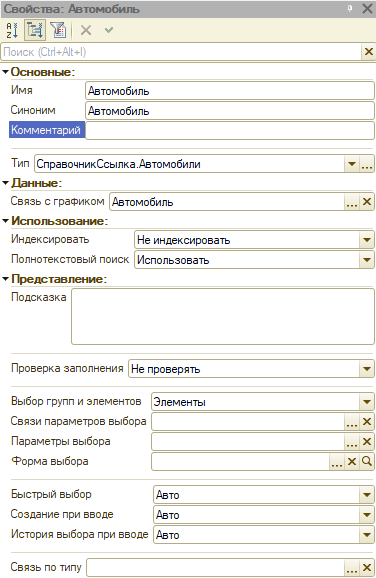 Свойства: Автомобиль
Поиск (Ctrl+Alt+I)
Основные:
Имя Автомобиль
Синоним Автомобиль
Комментарий
Тип СправочникСсылка.Автомобили ...
Данные:
Связь с графиком Автомобиль ...
Использование:
Индексировать Не индексировать
Полнотекстовый поиск Использовать
Представление:
Подсказка
Проверка заполнения Не проверять
Выбор групп и элементов Элементы
Связи параметров выбора ...
Параметры выбора ...
Форма выбора ...
Быстрый выбор Авто
Создание при вводе Авто
История выбора при вводе Авто
Связь по типу ...